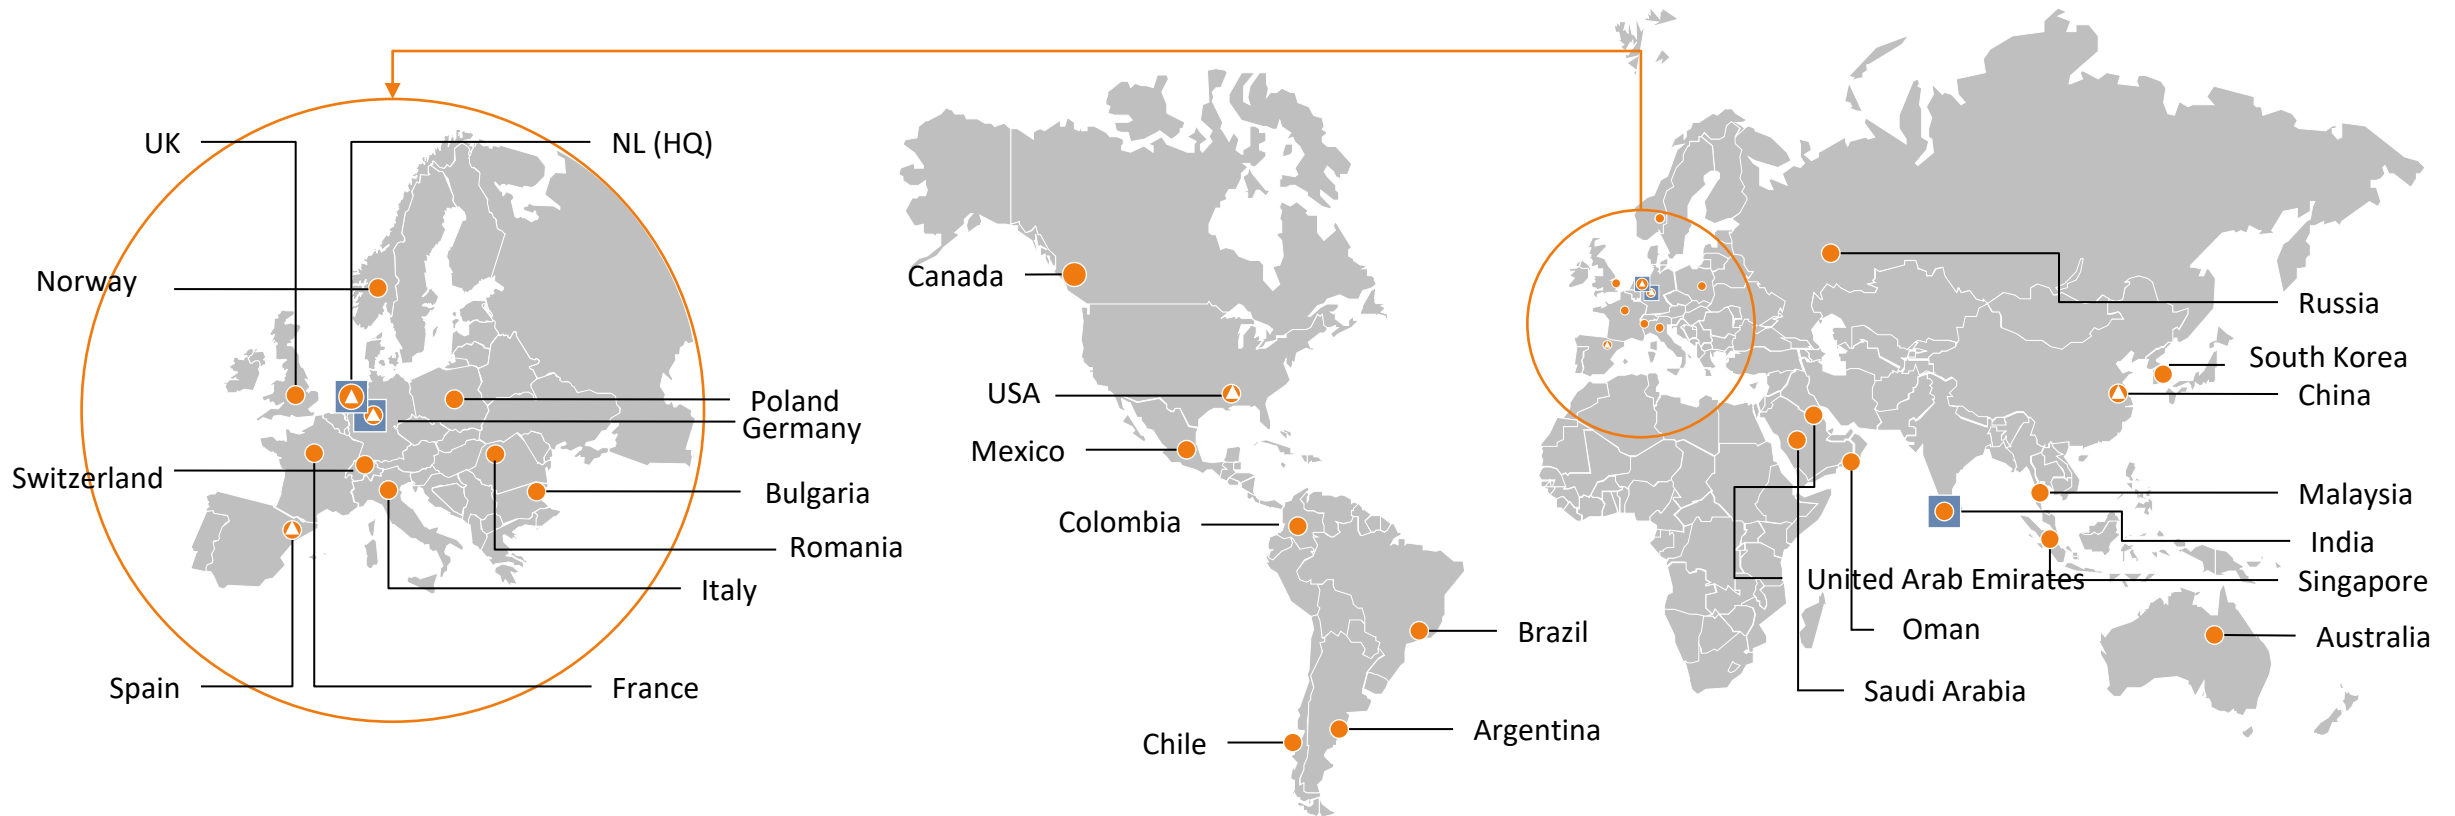 UK
NL (HQ)
Norway
Poland
Germany
Switzerland
Bulgaria
Romania
Italy
Spain
France
Canada
USA
Mexico
Colombia
Brazil
Chile
Argentina
Russia
South Korea
China
Malaysia
India
United Arab Emirates
Singapore
Oman
Australia
Saudi Arabia